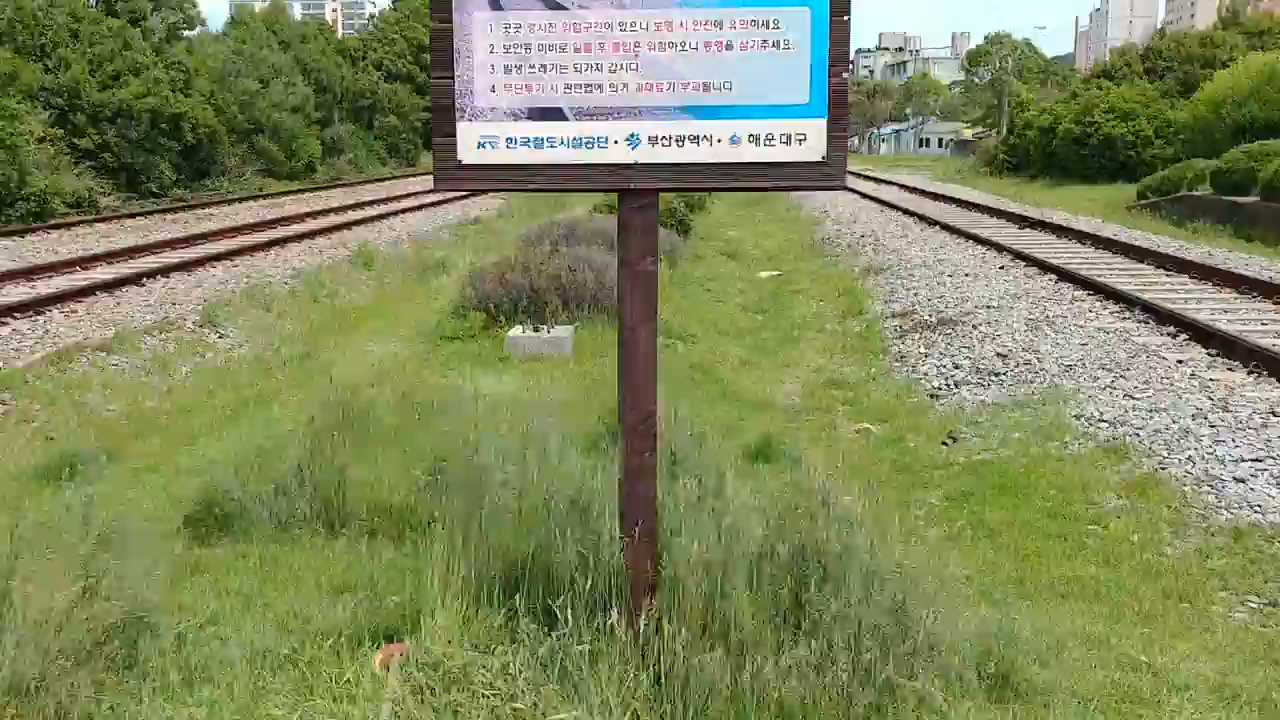 1. 곳곳 경사진 위험구간이 있으니 보행 시 안전에 유의하세요.
2. 보안등 미비로 일몰 후 출입은 위험하오니 통행을 삼가주세요.
3. 발생 쓰레기는 되가져 갑시다.
4. 무단투기 시 관련법에 의거 과태료가 부과됩니다
KR 한국철도시설공단 · 부산광역시 · 해운대구